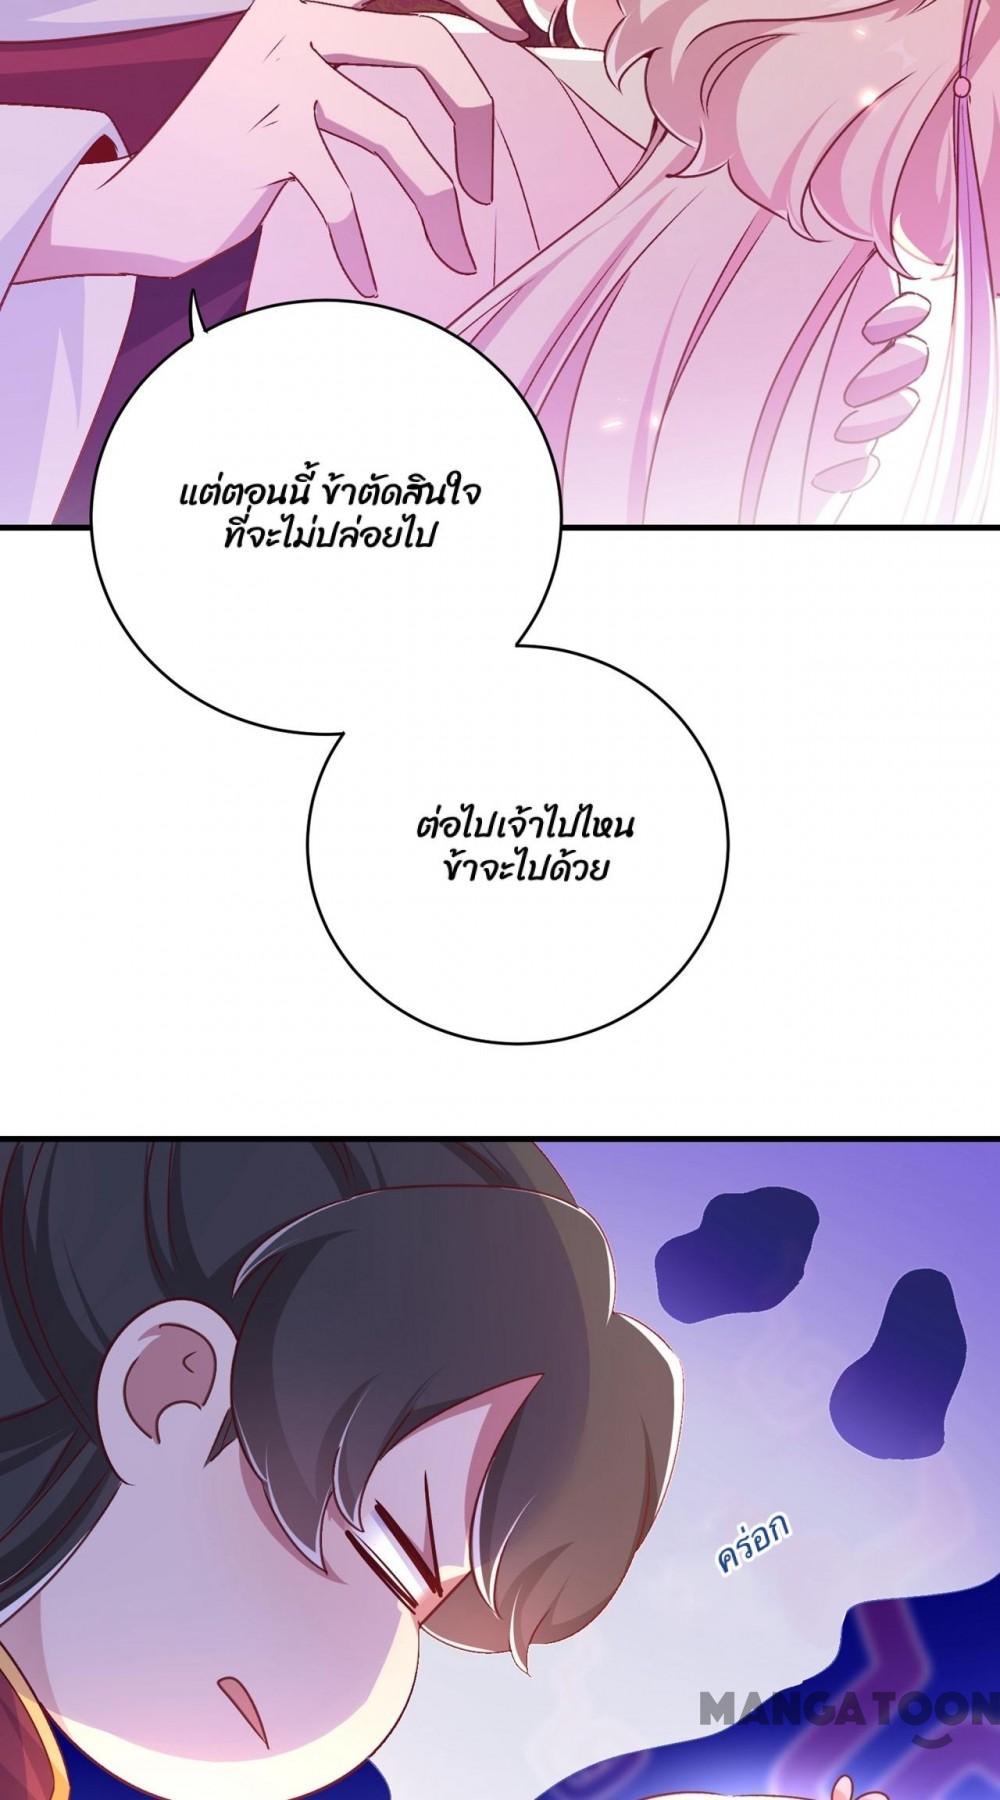 แต่ตอนนี้ ข้าตัดสินใจ
ที่จะไม่ปล่อยไป
ต่อไปเจ้าไปไหน
ข้าจะไปด้วย
คร่อก
MANGATOON